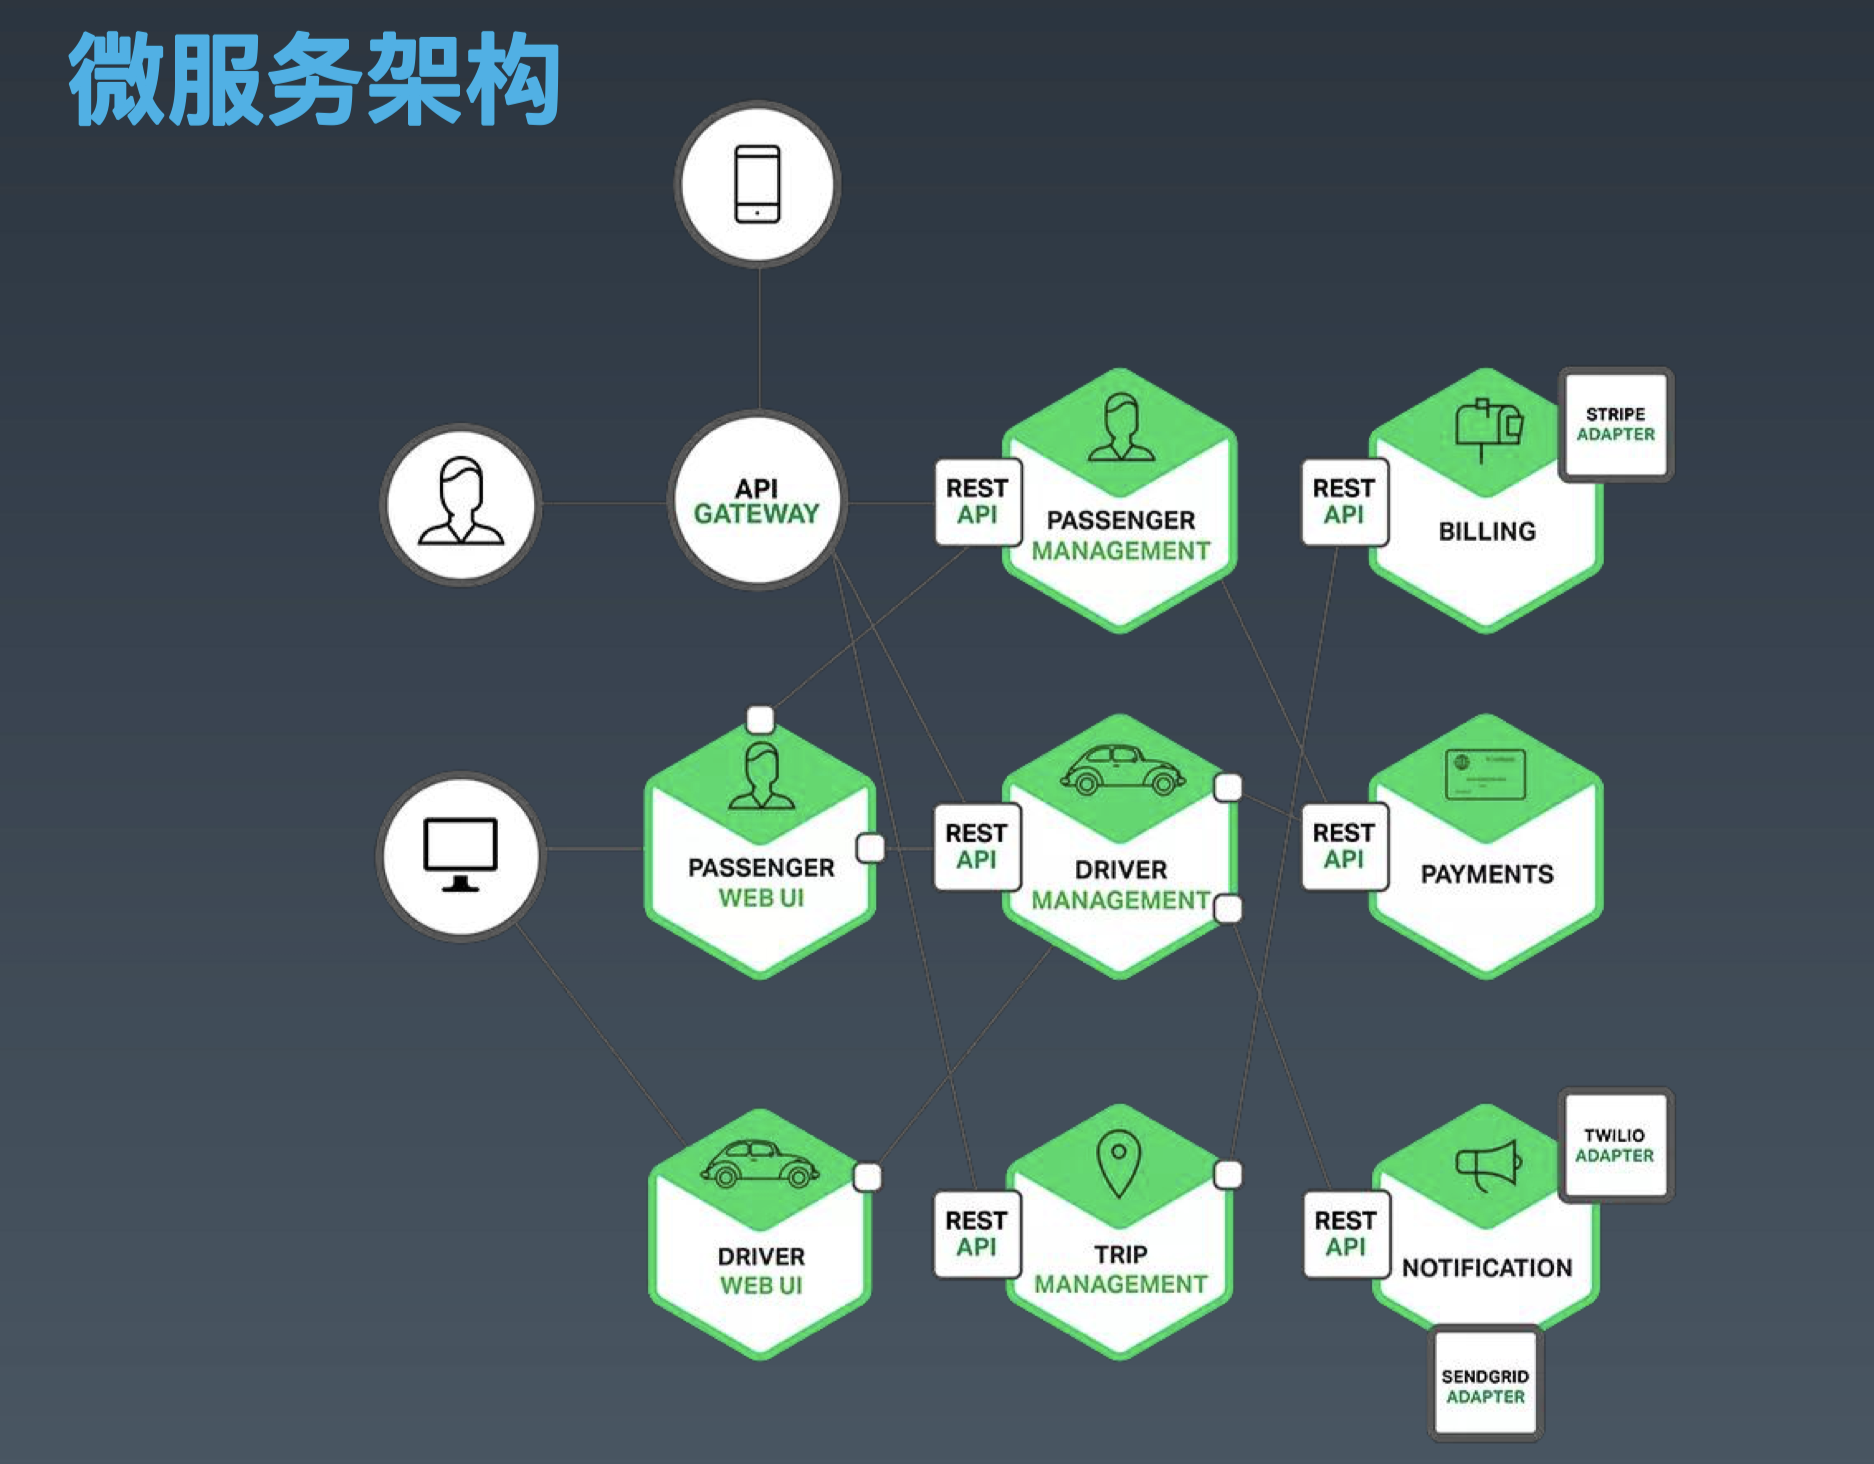 微服务架构
API
GATEWAY
REST
API
PASSENGER
MANAGEMENT
REST
API
BILLING
STRIPE
ADAPTER
PASSENGER
WEB UI
REST
API
DRIVER
MANAGEMENT
REST
API
PAYMENTS
DRIVER
WEB UI
REST
API
TRIP
MANAGEMENT
REST
API
NOTIFICATION
TWILIO
ADAPTER
SENDGRID
ADAPTER